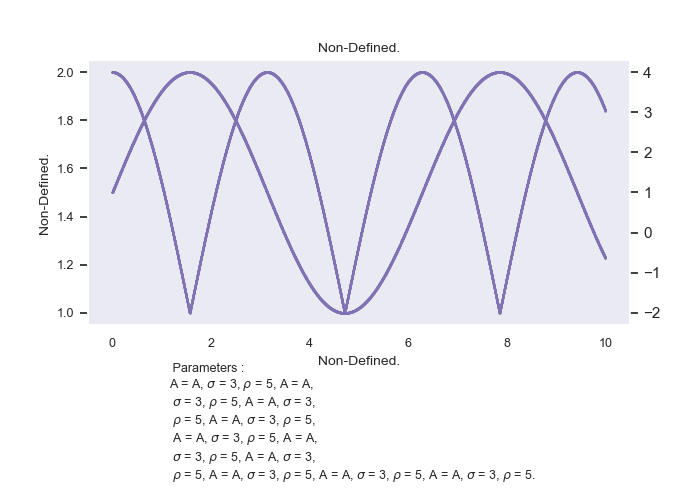 Non-Defined.
2.0
1.8
1.6
1.4
1.2
1.0
Non-Defined.
4
3
2
1
0
−1
−2
0 2 4 6 8 10
Non-Defined.
Parameters :
A = A, σ = 3, ρ = 5, A = A,
σ = 3, ρ = 5, A = A, σ = 3,
ρ = 5, A = A, σ = 3, ρ = 5,
A = A, σ = 3, ρ = 5, A = A,
σ = 3, ρ = 5, A = A, σ = 3,
ρ = 5, A = A, σ = 3, ρ = 5, A = A, σ = 3, ρ = 5, A = A, σ = 3, ρ = 5.